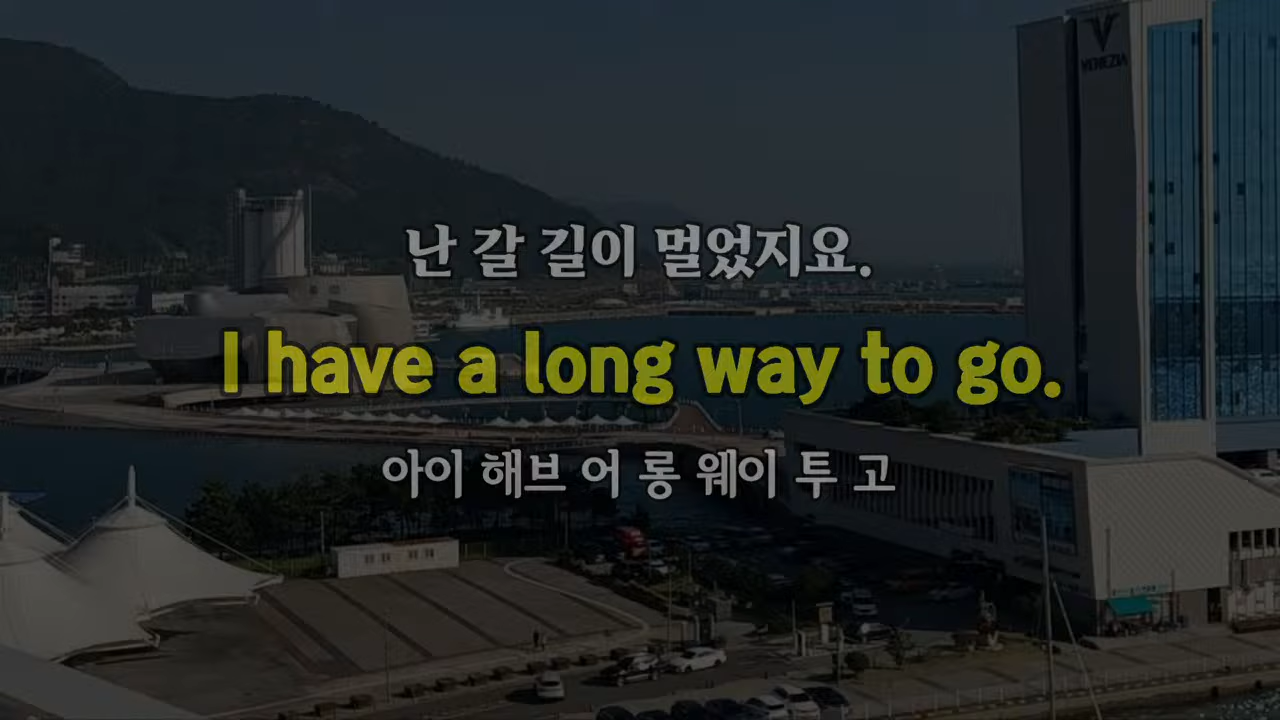 VENEZIA
난 갈 길이 멀었지요.
I have a long way to go.
아이 해브 어 롱 웨이 투 고